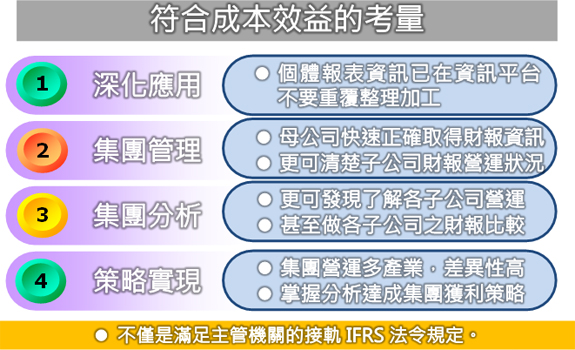 符合成本效益的考量
1 深化應用
個體報表資訊已在資訊平台
不要重覆整理加工
2 集團管理
母公司快速正確取得財報資訊
更可清楚子公司財報營運狀況
3 集團分析
更可發現了解各子公司營運
甚至做各子公司之財報比較
4 策略實現
集團營運多產業，差異性高
掌握分析達成集團獲利策略
不僅是滿足主管機關的接軌 IFRS 法令規定。